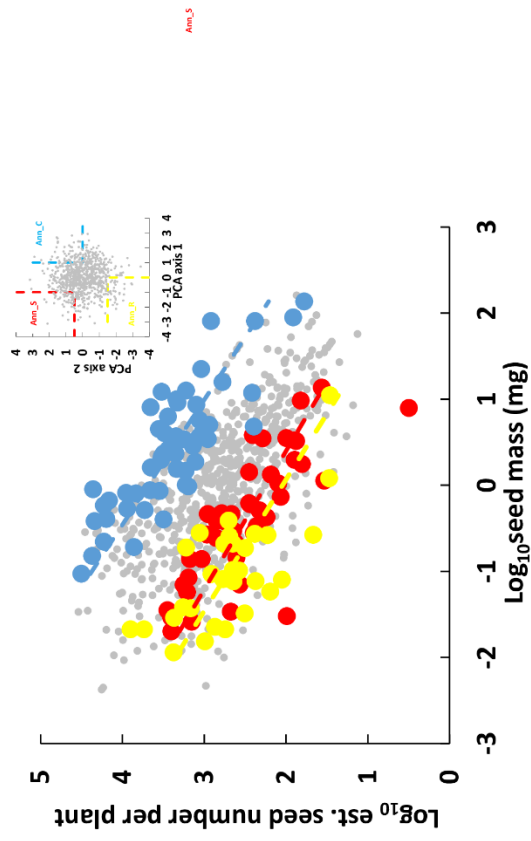 Ann_S
Ann_S
Ann_C
4
3
2
1
0
-1
-2
-3
-4
PCA axis 2
-4 -3 -2 -1 0 1 2 3 4
PCA axis 1
5
4
3
2
1
0
Log₁₀ est. seed number per plant
-3 -2 -1 0 1 2 3
Log₁₀seed mass (mg)